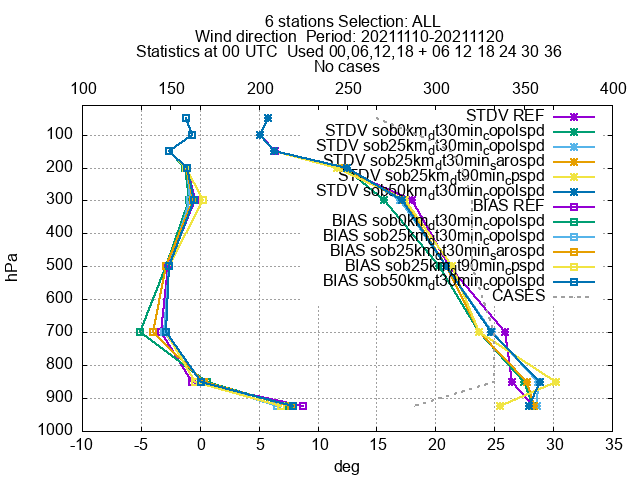 6 stations Selection: ALL
Wind direction  Period: 20211110-20211120
Statistics at 00 UTC  Used 00,06,12,18 + 06 12 18 24 30 36
No cases
100 150 200 250 300 350 400
STDV REF
STDV sob0km_dt30min_copolspd
STDV sob25km_dt30min_copolspd
STDV sob25km_dt30min_sarospd
STDV sob25km_dt90min_cpspd
STDV sob50km_dt30min_copolspd
BIAS REF
BIAS sob0km_dt30min_copolspd
BIAS sob25km_dt30min_copolspd
BIAS sob25km_dt30min_sarospd
BIAS sob25km_dt90min_cpspd
BIAS sob50km_dt30min_copolspd
CASES
100
200
300
400
500
600
700
800
900
1000
hPa
-10 -5 0 5 10 15 20 25 30 35
deg